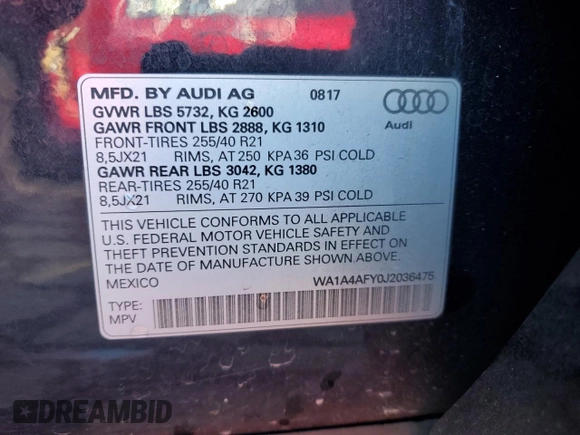 MFD. BY AUDI AG 0817
GVWR LBS 5732, KG 2600
GAWR FRONT LBS 2888, KG 1310
FRONT-TIRES 255/40 R21
8,5JX21 RIMS, AT 250 KPA 36 PSI COLD
GAWR REAR LBS 3042, KG 1380
REAR-TIRES 255/40 R21
8,5JX21 RIMS, AT 270 KPA 39 PSI COLD
Audi
THIS VEHICLE CONFORMS TO ALL APPLICABLE
U.S. FEDERAL MOTOR VEHICLE SAFETY AND
THEFT PREVENTION STANDARDS IN EFFECT ON
THE DATE OF MANUFACTURE SHOWN ABOVE.
MEXICO WA1A4AFY0J2036475
TYPE:
MPV
DREAMBID